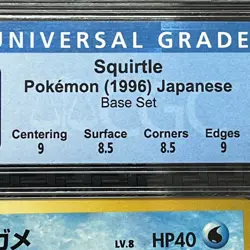 UNIVERSAL GRADE
Squirtle
Pokémon (1996) Japanese
Base Set
Centering Surface Corners Edges
9 8.5 8.5 9
ガメ LV.8 HP40